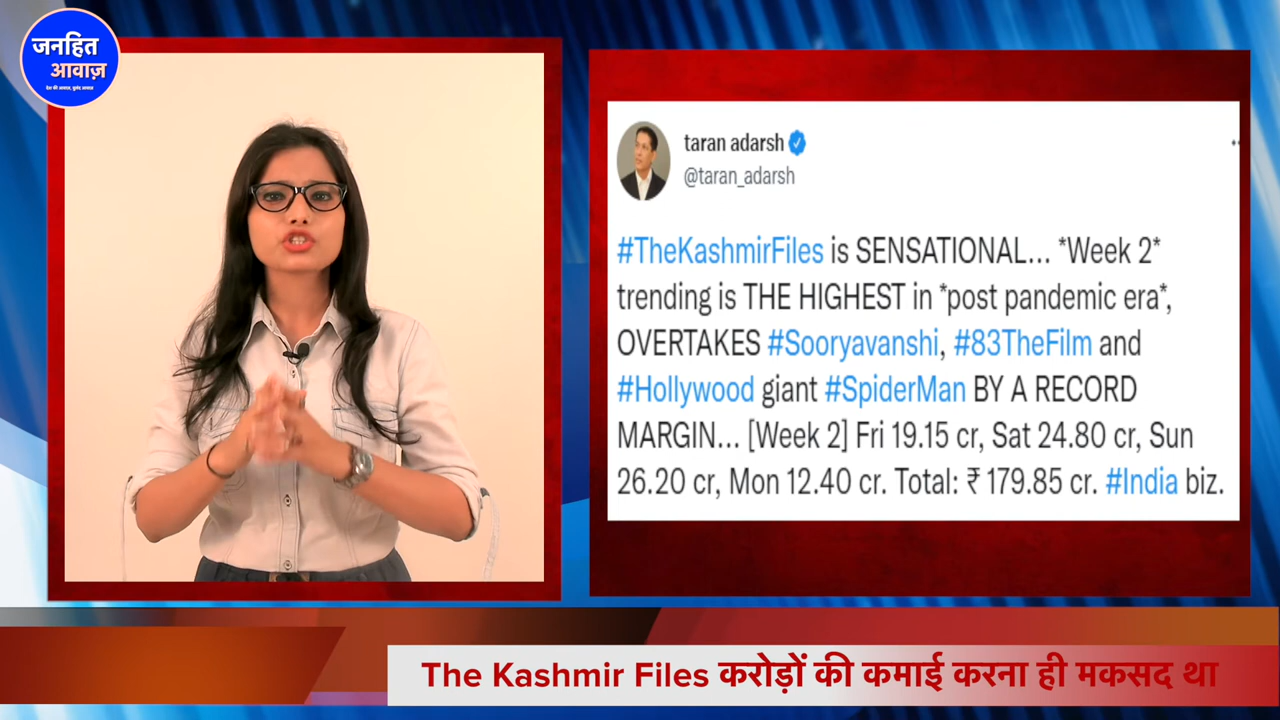 जनहित
आवाज़
देश की आवाज, बुलंद आवाज
taran adarsh
@taran_adarsh
#TheKashmirFiles is SENSATIONAL... *Week 2*
trending is THE HIGHEST in *post pandemic era*,
OVERTAKES #Sooryavanshi, #83TheFilm and
#Hollywood giant #SpiderMan BY A RECORD
MARGIN... [Week 2] Fri 19.15 cr, Sat 24.80 cr, Sun
26.20 cr, Mon 12.40 cr. Total: ₹ 179.85 cr. #India biz.
The Kashmir Files करोड़ों की कमाई करना ही मकसद था